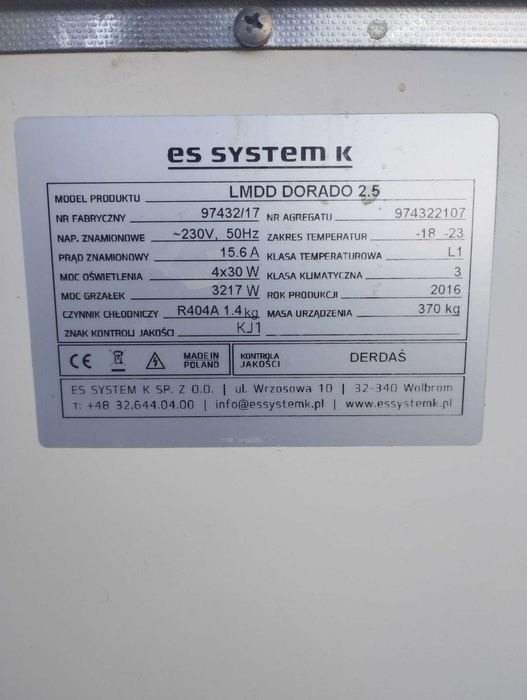 es system k
MODEL PRODUKTU LMDD DORADO 2.5
NR FABRYCZNY 97432/17 NR AGREGATU 974322107
NAP. ZNAMIONOWE ~230V, 50Hz ZAKRES TEMPERATUR -18 -23
PRĄD ZNAMIONOWY 15.6 A KLASA TEMPERATUROWA L1
MOC OŚWIETLENIA 4x30 W KLASA KLIMATYCZNA 3
MOC GRZAŁEK 3217 W ROK PRODUKCJI 2016
CZYNNIK CHŁODNICZY R404A 1.4 kg MASA URZĄDZENIA 370 kg
ZNAK KONTROLI JAKOŚCI KJ1
CE MADE IN POLAND KONTROLA JAKOŚCI DERDAŚ
ES SYSTEM K SP. Z O.O. | ul. Wrzosowa 10 | 32-340 Wolbrom
T: +48 32.644.04.00 | info@essystemk.pl | www.essystemk.pl